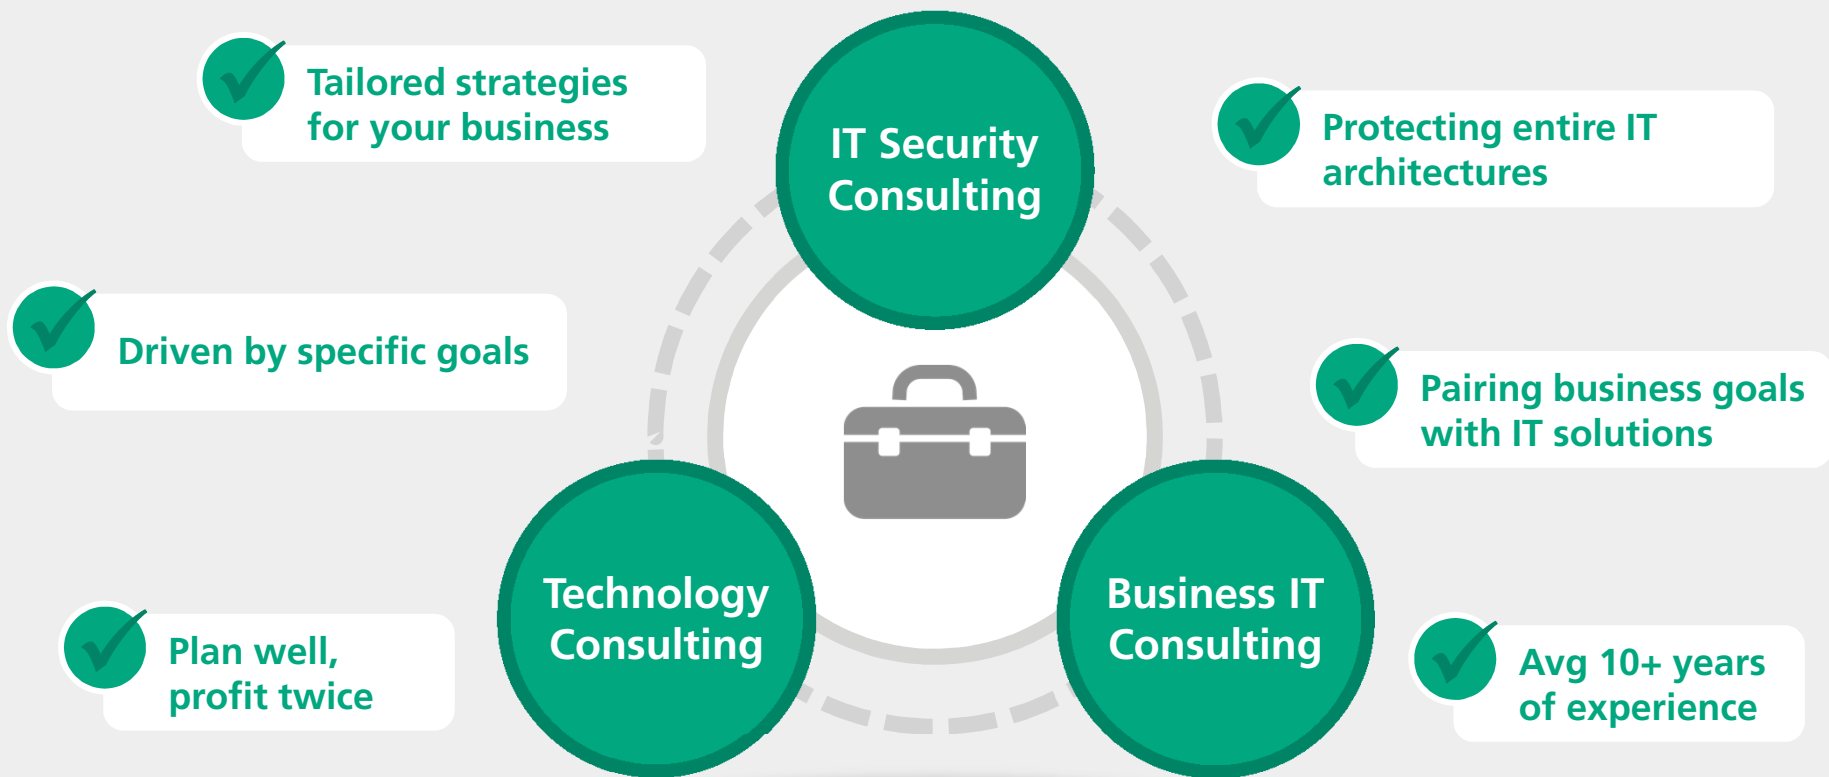 Tailored strategies
for your business
IT Security
Consulting
Protecting entire IT
architectures
Driven by specific goals
Pairing business goals
with IT solutions
Technology
Consulting
Business IT
Consulting
Plan well,
profit twice
Avg 10+ years
of experience